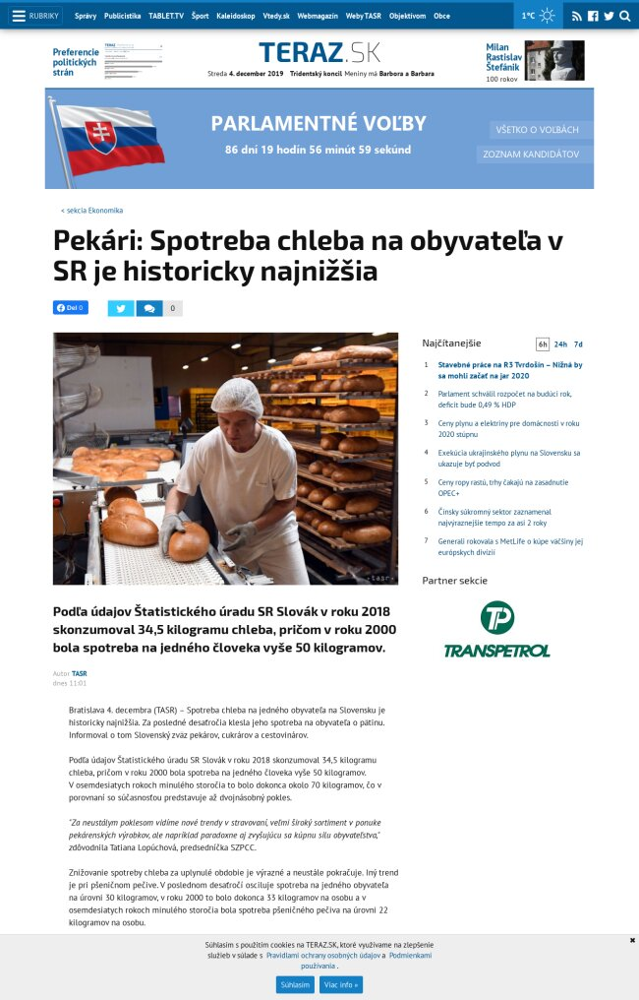 RUBRIKY
Správy Publicistika TABLET.TV Šport Kaleidoskop Vtedy.sk Webmagazín Weby TASR Objektívom Obce
1°C
Preferencie
politických
strán
TERAZ.SK
Streda 4. december 2019 Tridentský koncil Meniny má Barbora a Barbara
Milan
Rastislav
Štefánik
100 rokov
PARLAMENTNÉ VOĽBY
86 dní 19 hodín 56 minút 59 sekúnd
VŠETKO O VOĽBÁCH
ZOZNAM KANDIDÁTOV
< sekcia Ekonomika
Pekári: Spotreba chleba na obyvateľa v
SR je historicky najnižšia
Deľ 0
0
-tasr-
Najčítanejšie 6h 24h 7d
1 Stavebné práce na R3 Tvrdošín – Nižná by
sa mohli začať na jar 2020
2 Parlament schválil rozpočet na budúci rok,
deficit bude 0,49 % HDP
3 Ceny plynu a elektriny pre domácnosti v roku
2020 stúpnu
4 Exekúcia ukrajinského plynu na Slovensku sa
ukazuje byť podvod
5 Ceny ropy rastú, trhy čakajú na zasadnutie
OPEC+
6 Čínsky súkromný sektor zaznamenal
najvýraznejšie tempo za asi 2 roky
7 Generali rokovala s MetLife o kúpe väčšiny jej
európskych divízií
Partner sekcie
TP
TRANSPETROL
Podľa údajov Štatistického úradu SR Slovák v roku 2018
skonzumoval 34,5 kilogramu chleba, pričom v roku 2000
bola spotreba na jedného človeka vyše 50 kilogramov.
Autor TASR
dnes 11:01
Bratislava 4. decembra (TASR) – Spotreba chleba na jedného obyvateľa na Slovensku je
historicky najnižšia. Za posledné desaťročia klesla jeho spotreba na obyvateľa o pätinu.
Informoval o tom Slovenský zväz pekárov, cukrárov a cestovinárov.
Podľa údajov Štatistického úradu SR Slovák v roku 2018 skonzumoval 34,5 kilogramu
chleba, pričom v roku 2000 bola spotreba na jedného človeka vyše 50 kilogramov.
V osemdesiatych rokoch minulého storočia to bolo dokonca okolo 70 kilogramov, čo v
porovnaní so súčasnosťou predstavuje až dvojnásobný pokles.
"Za neustálym poklesom vidíme nové trendy v stravovaní, veľmi široký sortiment v ponuke
pekárenských výrobkov, ale napríklad paradoxne aj zvyšujúcu sa kúpnu silu obyvateľstva,"
zdôvodnila Tatiana Lopúchová, predsedníčka SZPCC.
Znižovanie spotreby chleba za uplynulé obdobie je výrazné a neustále pokračuje. Iný trend
je pri pšeničnom pečive. V poslednom desaťročí osciluje spotreba na jedného obyvateľa
na úrovni 30 kilogramov, v roku 2000 to bolo dokonca 33 kilogramov na osobu a v
osemdesiatych rokoch minulého storočia bola spotreba pšeničného pečiva na úrovni 22
kilogramov na osobu.
Súhlasím s použitím cookies na TERAZ.SK, ktoré využívame na zlepšenie
služieb v súlade s Pravidlami ochrany osobných údajov a Podmienkami
používania .
Súhlasím Viac info »